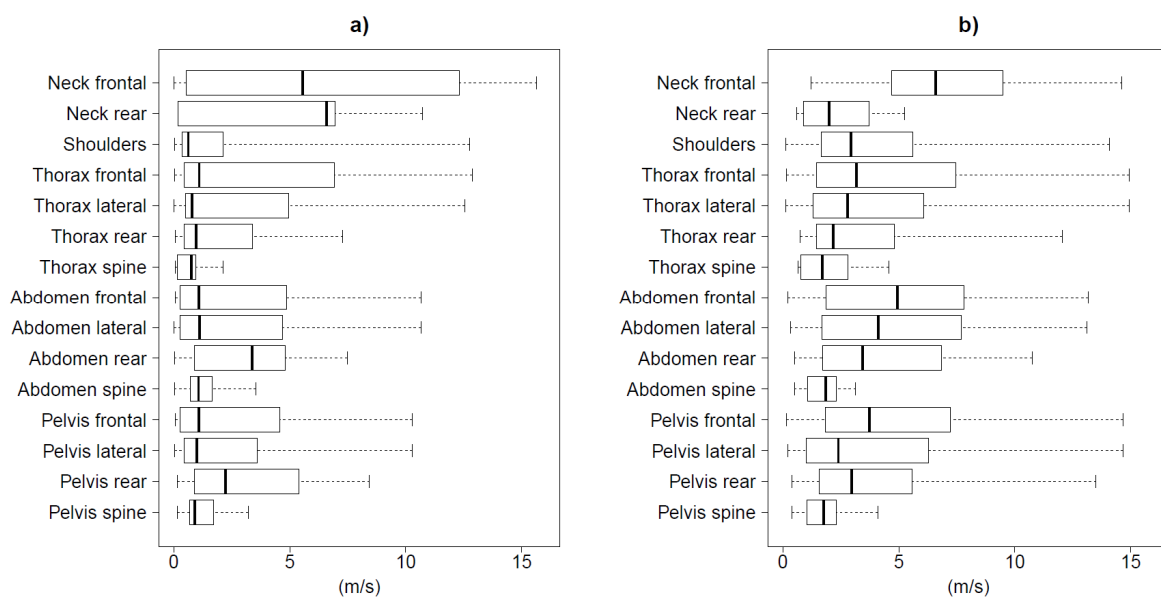 a)
Neck frontal
Neck rear
Shoulders
Thorax frontal
Thorax lateral
Thorax rear
Thorax spine
Abdomen frontal
Abdomen lateral
Abdomen rear
Abdomen spine
Pelvis frontal
Pelvis lateral
Pelvis rear
Pelvis spine
0 5 10 15
(m/s)
b)
Neck frontal
Neck rear
Shoulders
Thorax frontal
Thorax lateral
Thorax rear
Thorax spine
Abdomen frontal
Abdomen lateral
Abdomen rear
Abdomen spine
Pelvis frontal
Pelvis lateral
Pelvis rear
Pelvis spine
0 5 10 15
(m/s)